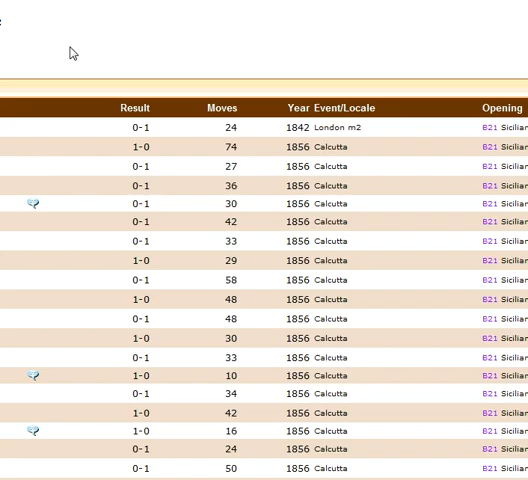 Result Moves Year Event/Locale Opening
0-1 24 1842 London m2 B21 Sicilian
1-0 74 1856 Calcutta B21 Sicilian
0-1 27 1856 Calcutta B21 Sicilian
0-1 36 1856 Calcutta B21 Sicilian
0-1 30 1856 Calcutta B21 Sicilian
0-1 42 1856 Calcutta B21 Sicilian
0-1 33 1856 Calcutta B21 Sicilian
1-0 29 1856 Calcutta B21 Sicilian
0-1 58 1856 Calcutta B21 Sicilian
1-0 48 1856 Calcutta B21 Sicilian
0-1 48 1856 Calcutta B21 Sicilian
1-0 30 1856 Calcutta B21 Sicilian
0-1 33 1856 Calcutta B21 Sicilian
1-0 10 1856 Calcutta B21 Sicilian
0-1 34 1856 Calcutta B21 Sicilian
1-0 42 1856 Calcutta B21 Sicilian
1-0 16 1856 Calcutta B21 Sicilian
0-1 24 1856 Calcutta B21 Sicilian
0-1 50 1856 Calcutta B21 Sicilian